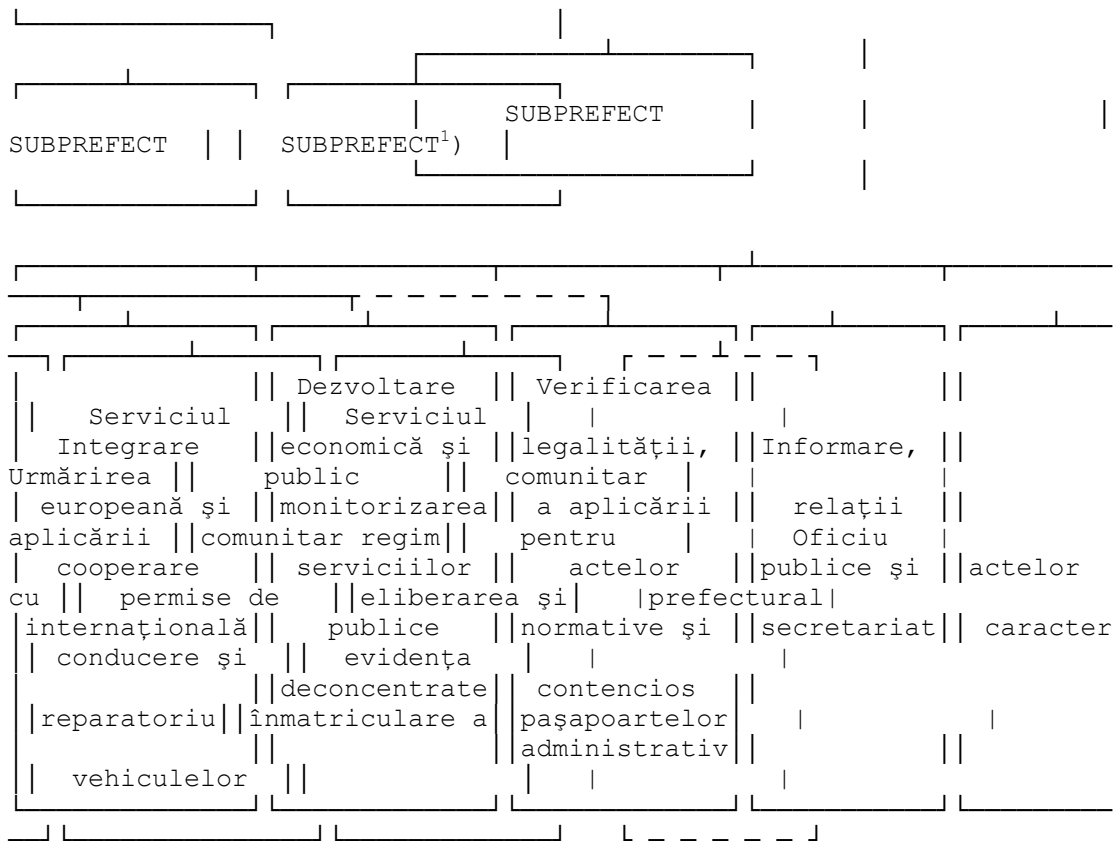 SUBPREFECT
SUBPREFECT SUBPREFECT¹)
Dezvoltare Verificarea
Serviciul Serviciul
Integrare economică şi legalităţii, Informare,
Urmărirea public comunitar
europeană şi monitorizarea a aplicării relaţii
aplicării comunitar regim pentru Oficiu
cooperare serviciilor actelor publice şi actelor
cu permise de eliberarea şi prefectural
internaţională publice normative şi secretariat caracter
conducere şi evidenţa
deconcentrate contencios
reparatoriu înmatriculare a paşapoartelor
administrativ
vehiculelor